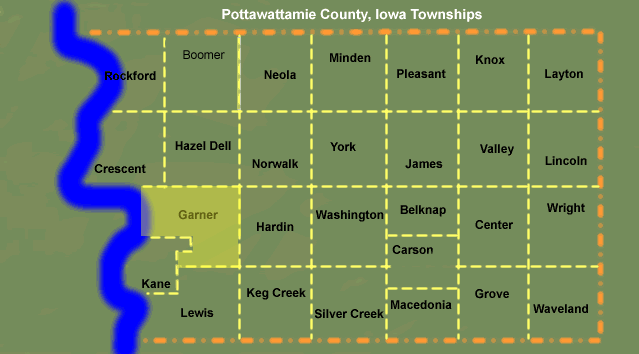 Pottawattamie County, Iowa Townships
Rockford
Boomer
Neola
Minden
Pleasant
Knox
Layton
Crescent
Hazel Dell
Norwalk
York
James
Valley
Lincoln
Garner
Hardin
Washington
Belknap
Carson
Center
Wright
Kane
Lewis
Keg Creek
Silver Creek
Macedonia
Grove
Waveland